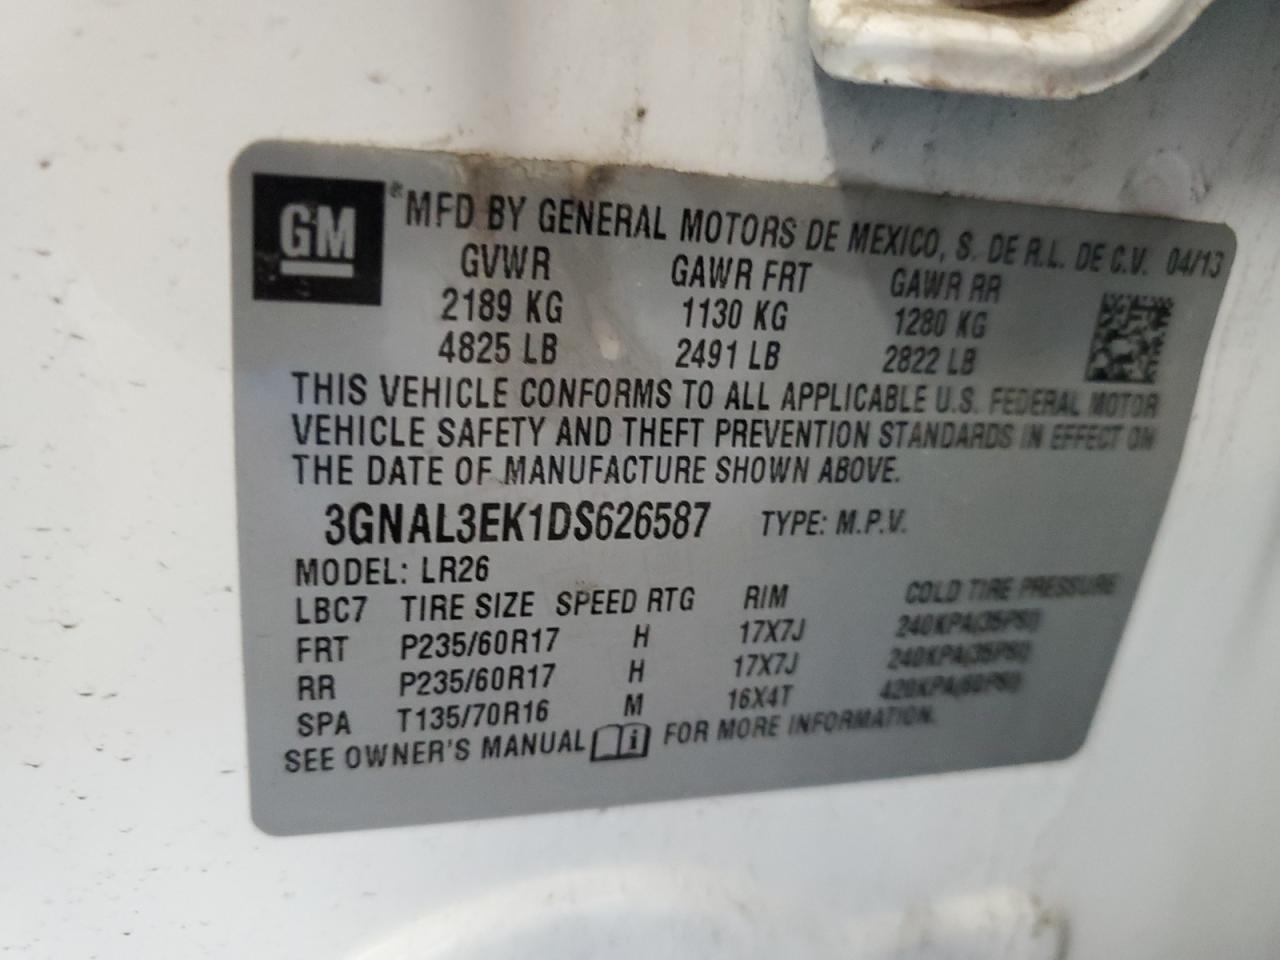 GM
®MFD BY GENERAL MOTORS DE MEXICO, S. DE R.L. DE C.V. 04/13
GVWR GAWR FRT GAWR RR
2189 KG 1130 KG 1280 KG
4825 LB 2491 LB 2822 LB
THIS VEHICLE CONFORMS TO ALL APPLICABLE U.S. FEDERAL MOTOR
VEHICLE SAFETY AND THEFT PREVENTION STANDARDS IN EFFECT ON
THE DATE OF MANUFACTURE SHOWN ABOVE.
3GNAL3EK1DS626587 TYPE: M.P.V.
MODEL: LR26
LBC7 TIRE SIZE SPEED RTG RIM COLD TIRE PRESSURE
FRT P235/60R17 H 17X7J 240KPA(35PSI)
RR P235/60R17 H 17X7J 240KPA(35PSI)
SPA T135/70R16 M 16X4T 420KPA(60PSI)
SEE OWNER'S MANUAL FOR MORE INFORMATION.